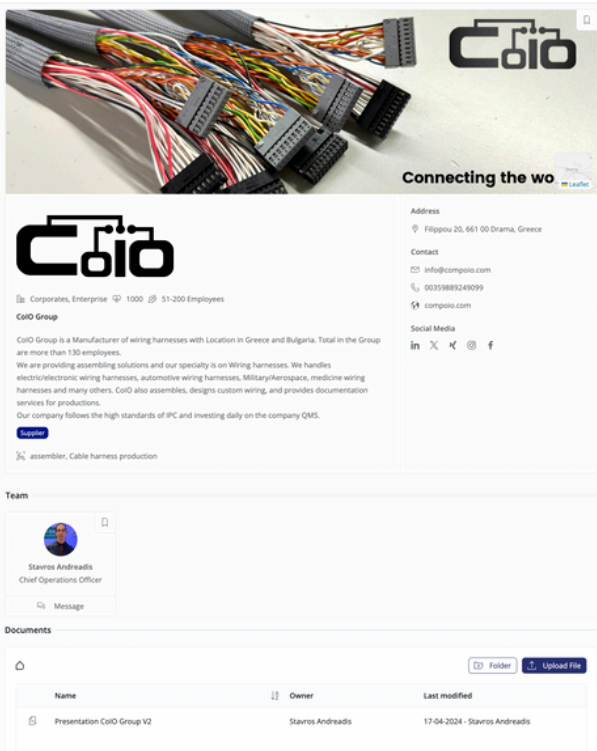 CoIO
Connecting the wo
Leaflet
CoIO
Corporates, Enterprise 1000 51-200 Employees
CoIO Group
CoIO Group is a Manufacturer of wiring harnesses with Location in Greece and Bulgaria. Total in the Group
are more than 130 employees.
We are providing assembling solutions and our specialty is on Wiring harnesses. We handles
electric/electronic wiring harnesses, automotive wiring harnesses, Military/Aerospace, medicine wiring
harnesses and many others. CoIO also assembles, designs custom wiring, and provides documentation
services for productions.
Our company follows the high standards of IPC and investing daily on the company QMS.
Supplier
assembler, Cable harness production
Address
Filippou 20, 661 00 Drama, Greece
Contact
info@compoio.com
00359889249099
compoio.com
Social Media
Team
Stavros Andreadis
Chief Operations Officer
Message
Documents
Folder Upload File
Name Owner Last modified
Presentation CoIO Group V2 Stavros Andreadis 17-04-2024 - Stavros Andreadis